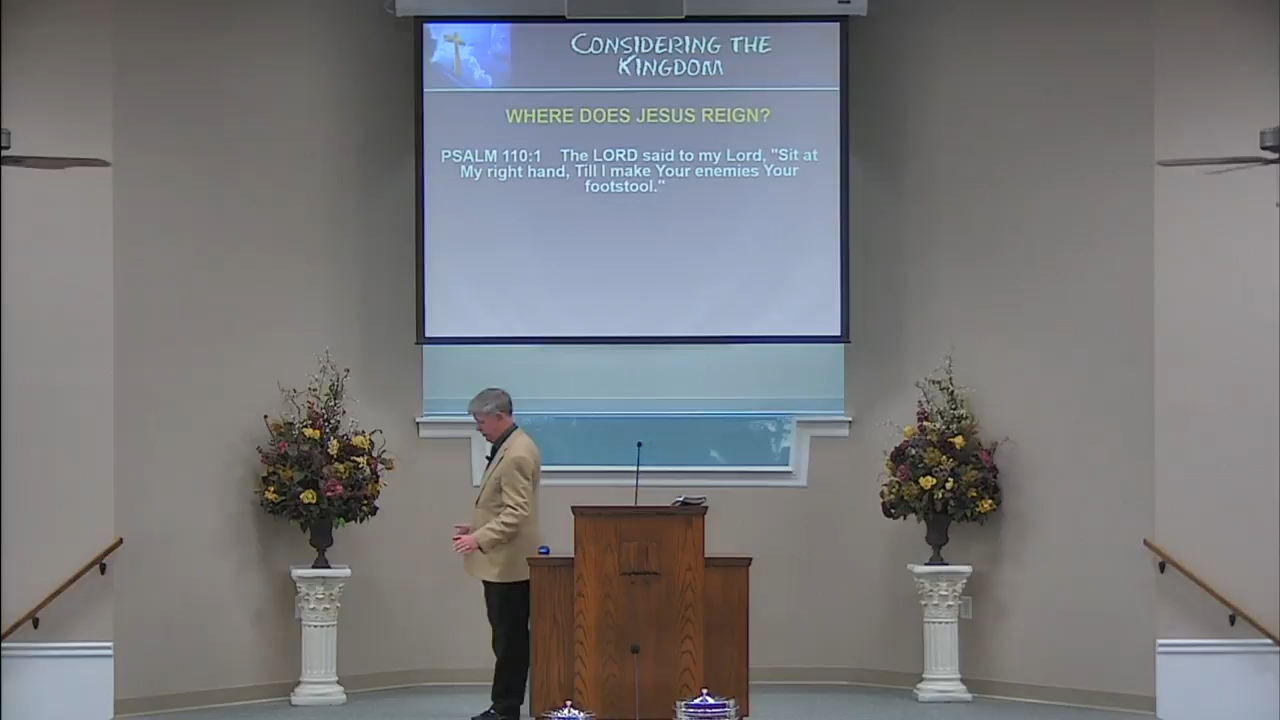 CONSIDERING THE
KINGDOM
WHERE DOES JESUS REIGN?
PSALM 110:1 The LORD said to my Lord, "Sit at
My right hand, Till I make Your enemies Your
footstool."